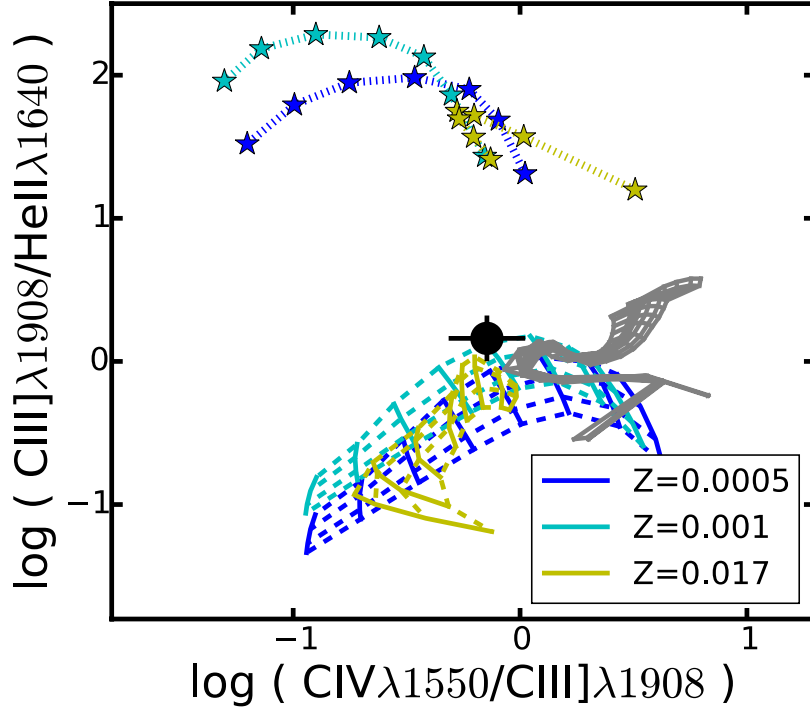 log ( CIII]λ1908/HeIIλ1640)
2
1
0
−1
−1
0
1
log ( CIVλ1550/CIII]λ1908 )
Z=0.0005
Z=0.001
Z=0.017